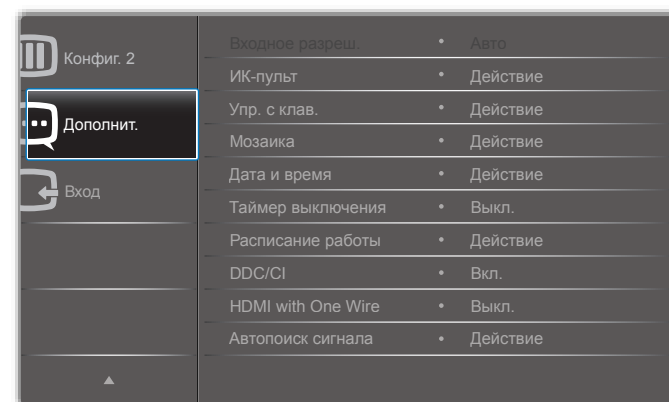 Конфиг. 2
Дополнит.
Вход
Входное разреш. • Авто
ИК-пульт • Действие
Упр. с клав. • Действие
Мозаика • Действие
Дата и время • Действие
Таймер выключения • Выкл.
Расписание работы • Действие
DDC/CI • Вкл.
HDMI with One Wire • Выкл.
Автопоиск сигнала • Действие